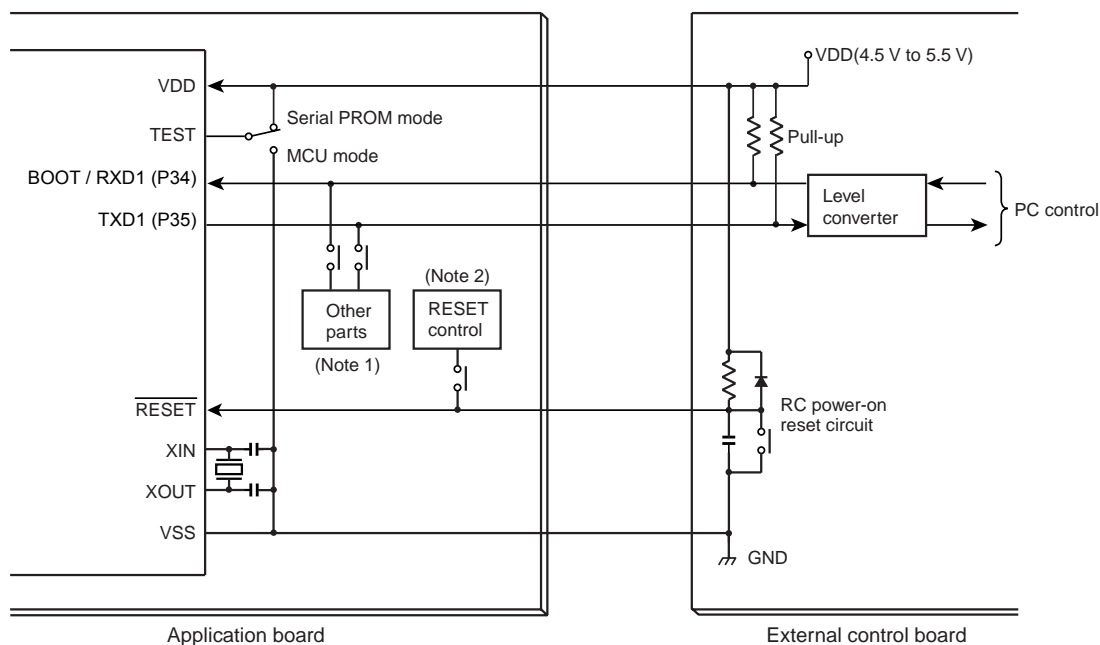 VDD(4.5 V to 5.5 V)
VDD
Serial PROM mode
TEST
Pull-up
MCU mode
BOOT / RXD1 (P34)
Level
converter
PC control
TXD1 (P35)
(Note 2)
Other
parts
RESET
control
(Note 1)
RESET
RC power-on
reset circuit
XIN
XOUT
VSS
GND
Application board
External control board